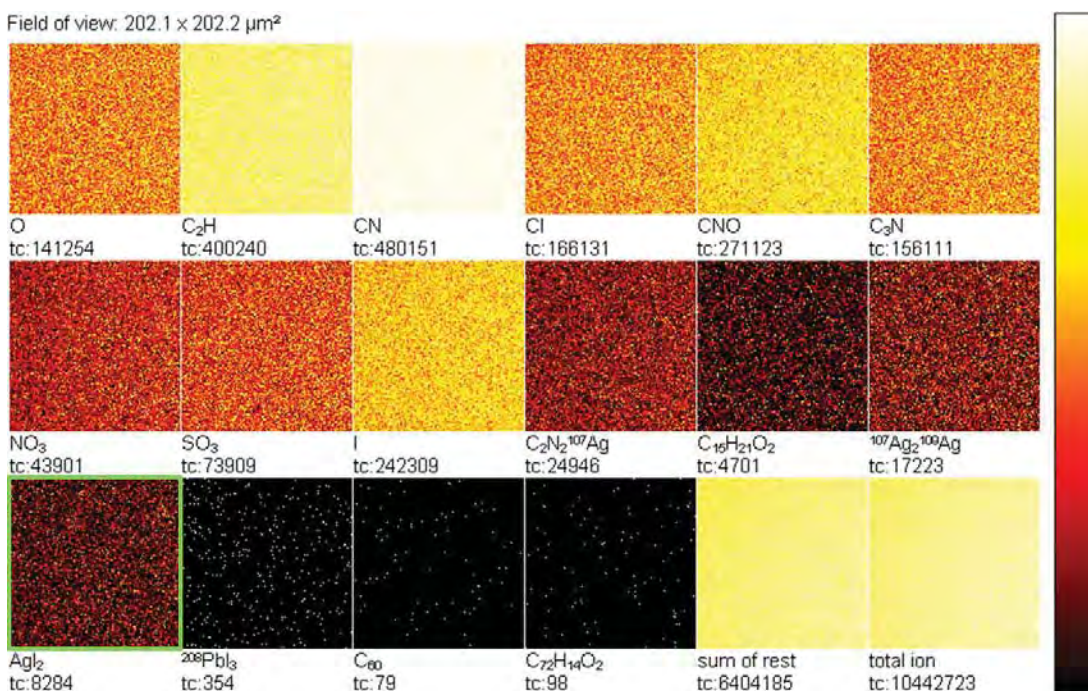 Field of view: 202.1 x 202.2 µm²
O C₂H CN Cl CNO C₃N
tc:141254 tc:400240 tc:480151 tc:166131 tc:271123 tc:156111
NO₃ SO₃ I C₂N₂¹⁰⁷Ag C₁₅H₂₁O₂ ¹⁰⁷Ag₂¹⁰⁹Ag
tc:43901 tc:73909 tc:242309 tc:24946 tc:4701 tc:17223
AgI₂ ²⁰⁸PbI₃ C₆₀ C₇₂H₁₄O₂ sum of rest total ion
tc:8284 tc:354 tc:79 tc:98 tc:6404185 tc:10442723